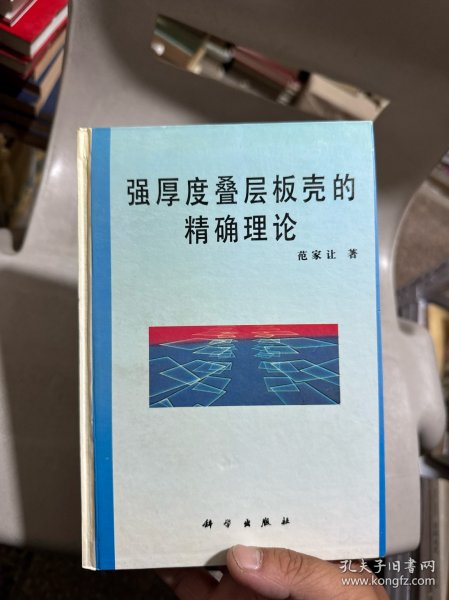 强厚度叠层板壳的
精确理论
范家让 著
科学出版社
孔夫子旧书网
www.kongfz.com